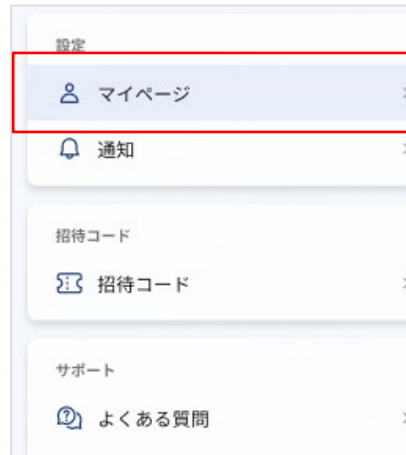 設定
マイページ
通知
招待コード
招待コード
サポート
よくある質問